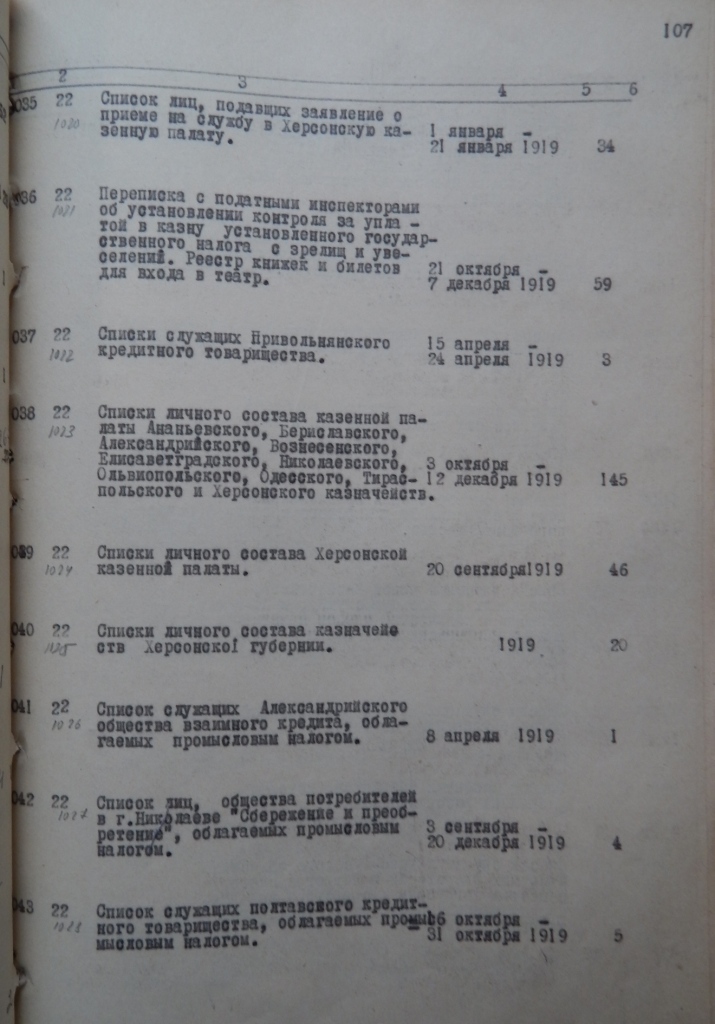 107
2 3 4 5 6
035 22 Список лиц, подавших заявление о
1020 приеме на службу в Херсонскую ка- 1 января -
зенную палату. 21 января 1919 34
036 22 Переписка с податными инспекторами
1021 об установлении контроля за упла -
той в казну установленного государ-
ственного налога с зрелищ и уве-
селений. Реестр книжек и билетов 21 октября -
для входа в театр. 7 декабря 1919 59
037 22 Списки служащих Привольнянского 15 апреля -
1022 кредитного товарищества. 24 апреля 1919 3
038 22 Списки личного состава казенной па-
1023 латы Ананьевского, Бериславского,
Александрийского, Вознесенского,
Елисаветградского, Николаевского, 3 октября -
Ольвиопольского, Одесского, Тирас- 12 декабря 1919 145
польского и Херсонского казначейств.
039 22 Списки личного состава Херсонской
1024 казенной палаты. 20 сентября1919 46
040 22 Списки личного состава казначейс
1025 ств Херсонской губернии. 1919 20
041 22 Список служащих Александрийского
1026 общества взаимного кредита, обла-
гаемых промысловым налогом. 8 апреля 1919 1
042 22 Список лиц, общества потребителей
1027 в г.Николаеве "Сбережение и преоб-
ретение", облагаемых промысловым 3 сентября -
налогом. 20 декабря 1919 4
043 22 Список служащих полтавского кредит-
1028 ного товарищества, облагаемых промы 16 октября -
мысловым налогом. 31 октября 1919 5